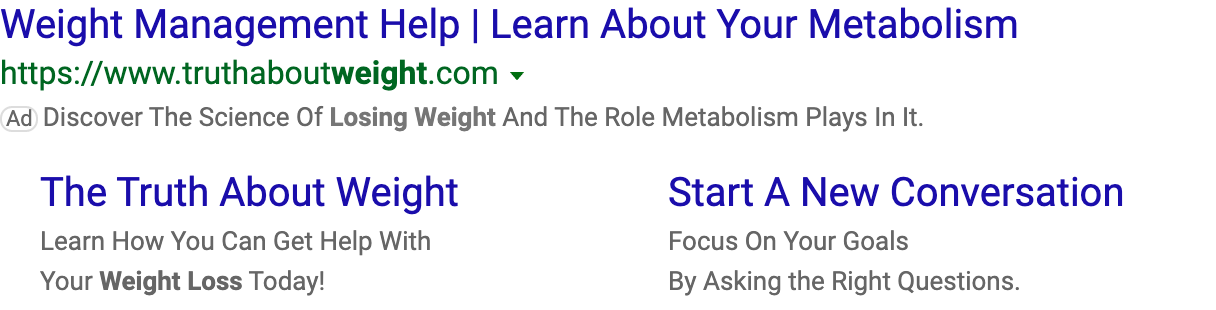 Weight Management Help | Learn About Your Metabolism
https://www.truthaboutweight.com
Ad Discover The Science Of Losing Weight And The Role Metabolism Plays In It.
The Truth About Weight
Learn How You Can Get Help With
Your Weight Loss Today!
Start A New Conversation
Focus On Your Goals
By Asking the Right Questions.